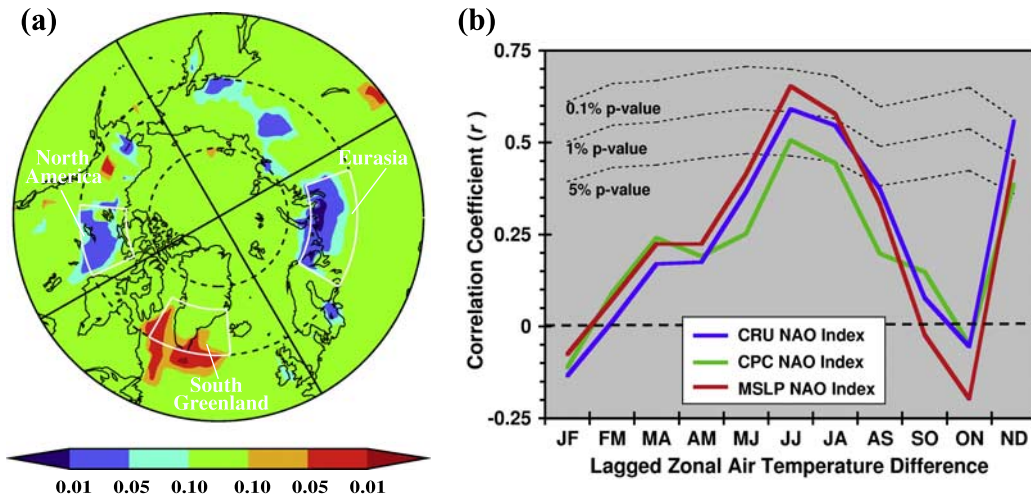 (a)
North
America
Eurasia
South
Greenland
0.01 0.05 0.10 0.10 0.05 0.01
(b)
Correlation Coefficient (r)
0.75
0.5
0.25
0
-0.25
0.1% p-value
1% p-value
5% p-value
CRU NAO Index
CPC NAO Index
MSLP NAO Index
JF FM MA AM MJ JJ JA AS SO ON ND
Lagged Zonal Air Temperature Difference